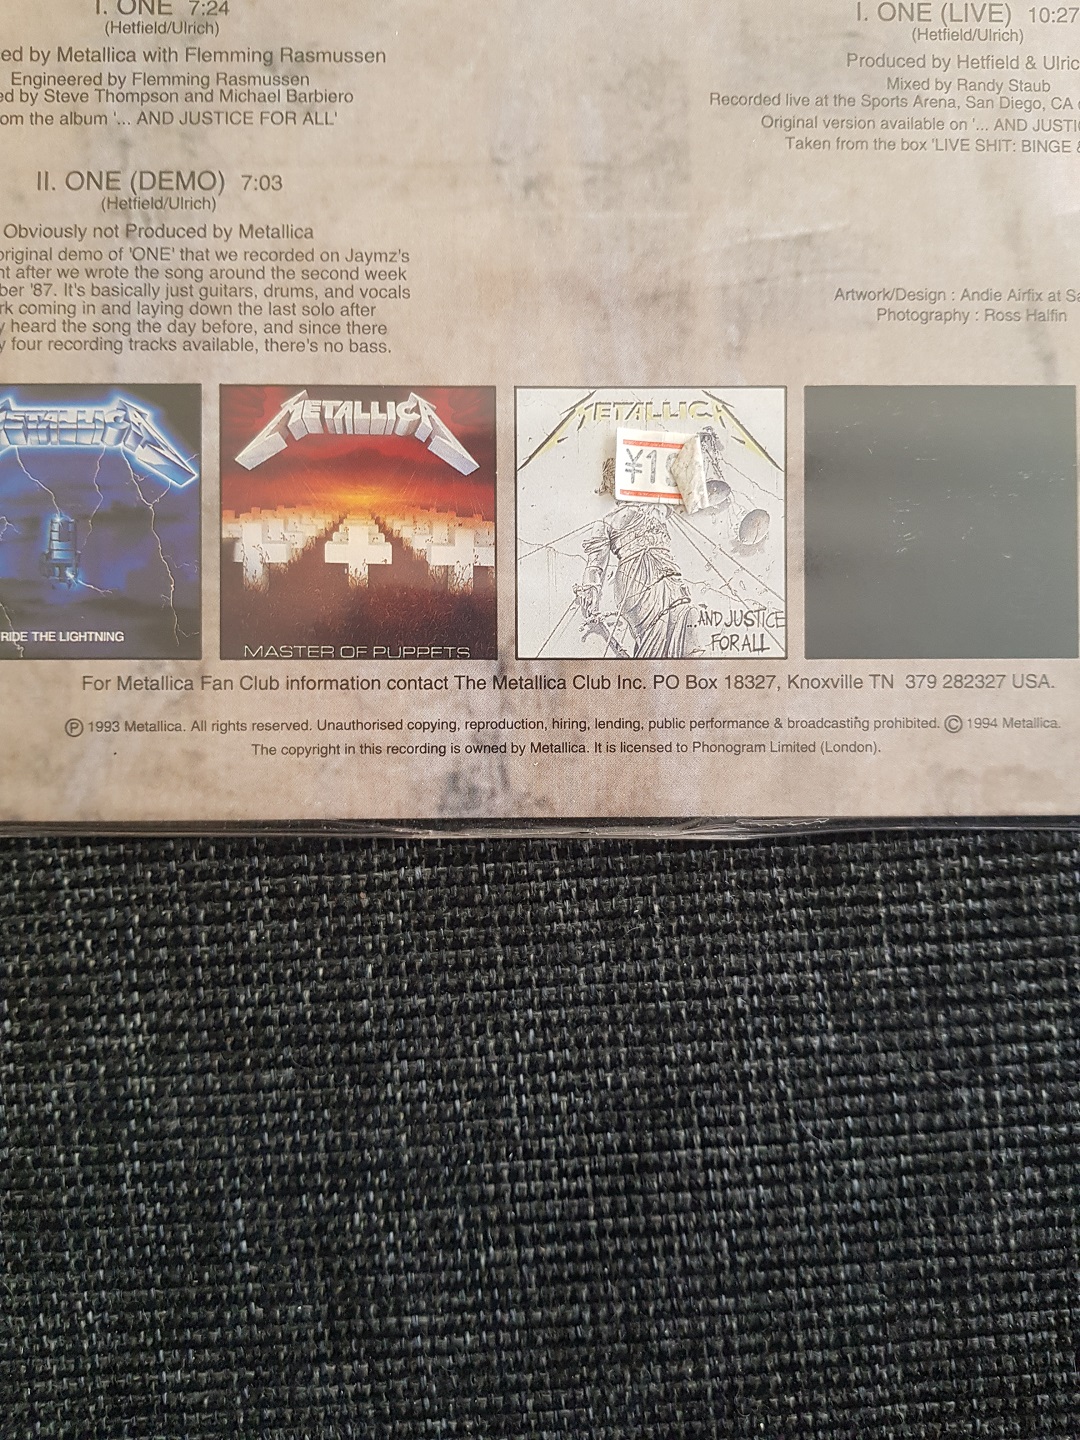 I. ONE 7:24
(Hetfield/Ulrich)
ed by Metallica with Flemming Rasmussen
Engineered by Flemming Rasmussen
ed by Steve Thompson and Michael Barbiero
om the album '... AND JUSTICE FOR ALL'
II. ONE (DEMO) 7:03
(Hetfield/Ulrich)
Obviously not Produced by Metallica
original demo of 'ONE' that we recorded on Jaymz's
ht after we wrote the song around the second week
ber '87. It's basically just guitars, drums, and vocals
rk coming in and laying down the last solo after
y heard the song the day before, and since there
y four recording tracks available, there's no bass.
I. ONE (LIVE) 10:27
(Hetfield/Ulrich)
Produced by Hetfield & Ulric
Mixed by Randy Staub
Recorded live at the Sports Arena, San Diego, CA
Original version available on '... AND JUSTI
Taken from the box 'LIVE SHIT: BINGE &
Artwork/Design : Andie Airfix at Sa
Photography : Ross Halfin
METALLICA
RIDE THE LIGHTNING
METALLICA
MASTER OF PUPPETS
METALLICA
¥1
...AND JUSTICE
FOR ALL
For Metallica Fan Club information contact The Metallica Club Inc. PO Box 18327, Knoxville TN 379 282327 USA.
Ⓟ 1993 Metallica. All rights reserved. Unauthorised copying, reproduction, hiring, lending, public performance & broadcasting prohibited. © 1994 Metallica.
The copyright in this recording is owned by Metallica. It is licensed to Phonogram Limited (London).